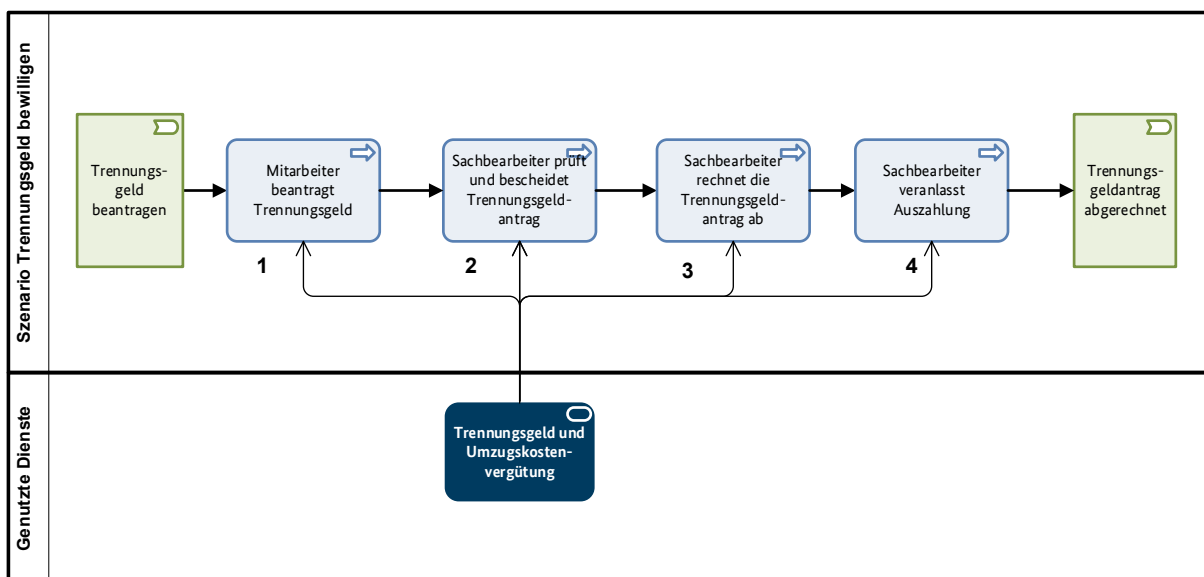 Szenario Trennungsgeld bewilligen
Trennungs-
geld
beantragen
Mitarbeiter
beantragt
Trennungsgeld
Sachbearbeiter prüft
und bescheidet
Trennungsgeld-
antrag
Sachbearbeiter
rechnet die
Trennungsgeld-
antrag ab
Sachbearbeiter
veranlasst
Auszahlung
Trennungs-
geldantrag
abgerechnet
1
2
3
4
Genutzte Dienste
Trennungsgeld und
Umzugskosten-
vergütung